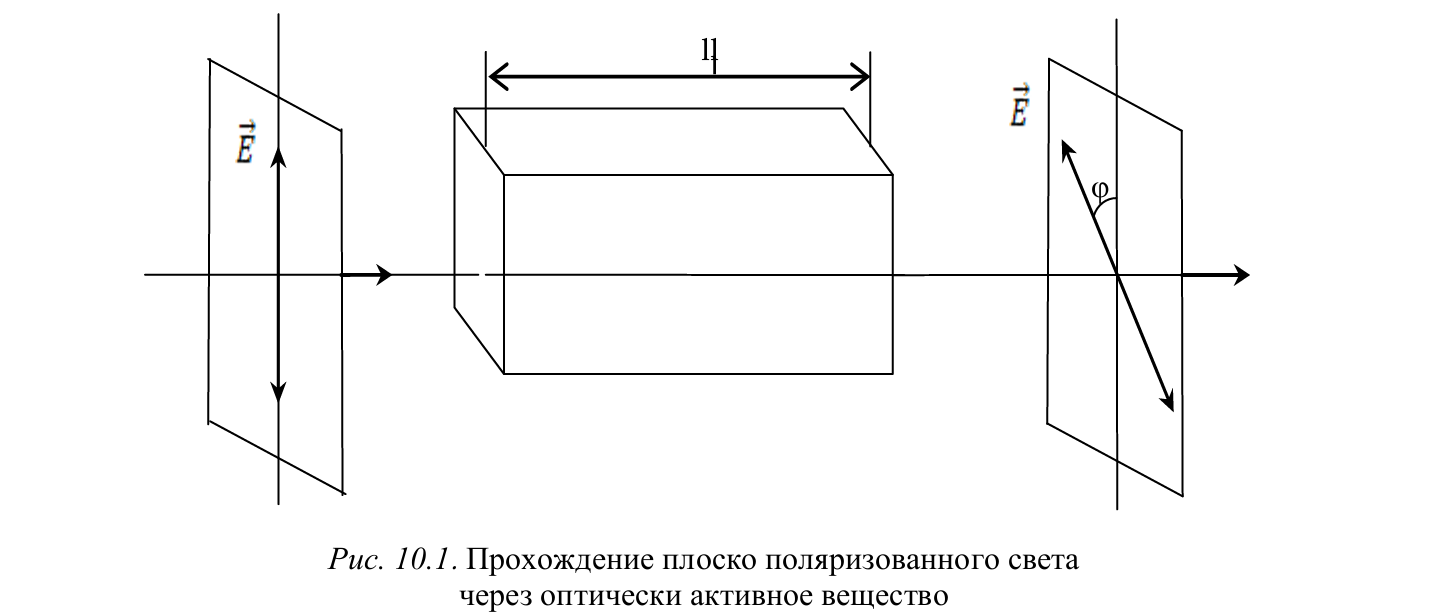 l
E⃗
E⃗
φ
Рис. 10.1. Прохождение плоско поляризованного света
через оптически активное вещество